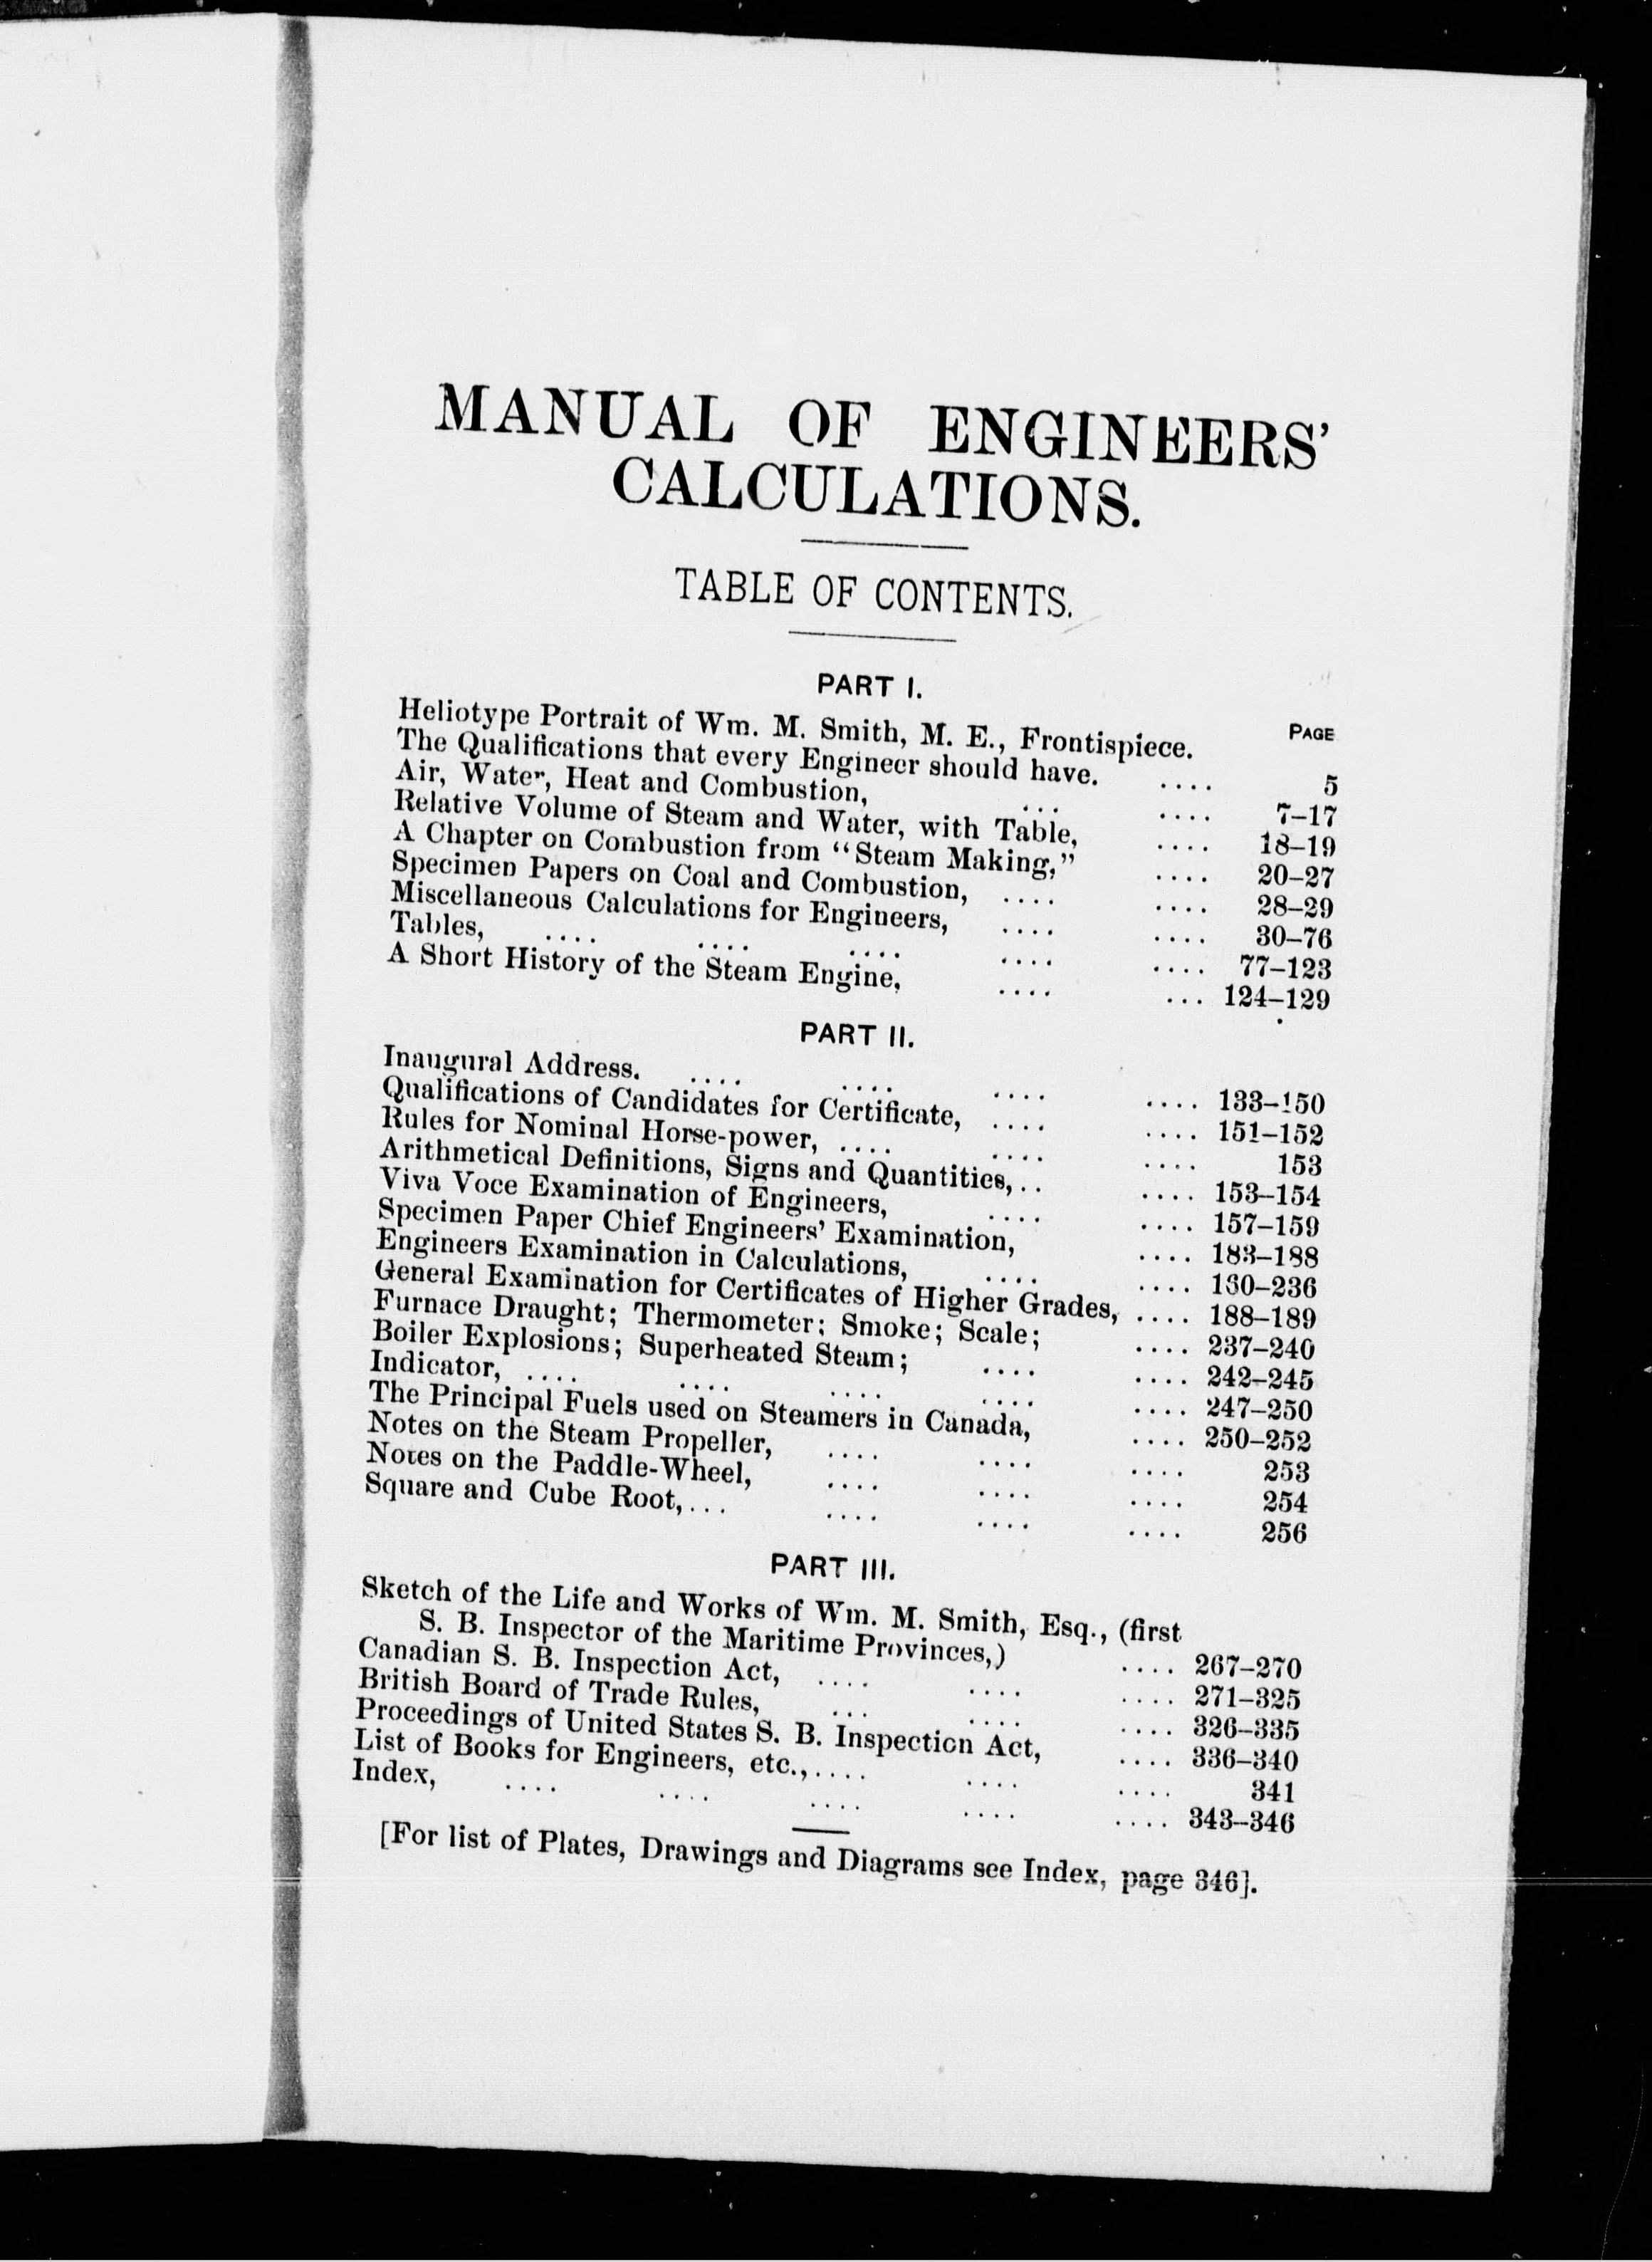 MANUAL OF ENGINEERS'
CALCULATIONS.
TABLE OF CONTENTS.
PART I.
PAGE
Heliotype Portrait of Wm. M. Smith, M. E., Frontispiece.
The Qualifications that every Engineer should have. .... 5
Air, Water, Heat and Combustion, ... .... 7–17
Relative Volume of Steam and Water, with Table, .... 18–19
A Chapter on Combustion from “Steam Making,” .... 20–27
Specimen Papers on Coal and Combustion, .... .... 28–29
Miscellaneous Calculations for Engineers, .... .... 30–76
Tables, .... .... .... .... .... 77–123
A Short History of the Steam Engine, .... ... 124–129
PART II.
Inaugural Address. .... .... .... .... 133–150
Qualifications of Candidates for Certificate, .... .... 151–152
Rules for Nominal Horse-power, .... .... .... 153
Arithmetical Definitions, Signs and Quantities,.. .... 153–154
Viva Voce Examination of Engineers, .... .... 157–159
Specimen Paper Chief Engineers' Examination, .... 183–188
Engineers Examination in Calculations, .... .... 160–236
General Examination for Certificates of Higher Grades, .... 188–189
Furnace Draught; Thermometer; Smoke; Scale; .... 237–240
Boiler Explosions; Superheated Steam; .... .... 242–245
Indicator, .... .... .... .... .... 247–250
The Principal Fuels used on Steamers in Canada, .... 250–252
Notes on the Steam Propeller, .... .... .... 253
Notes on the Paddle-Wheel, .... .... .... 254
Square and Cube Root,... .... .... .... 256
PART III.
Sketch of the Life and Works of Wm. M. Smith, Esq., (first
S. B. Inspector of the Maritime Provinces,) .... 267–270
Canadian S. B. Inspection Act, .... .... .... 271–325
British Board of Trade Rules, ... .... .... 326–335
Proceedings of United States S. B. Inspection Act, .... 336–340
List of Books for Engineers, etc.,.... .... .... 341
Index, .... .... .... .... .... 343–346
[For list of Plates, Drawings and Diagrams see Index, page 346].